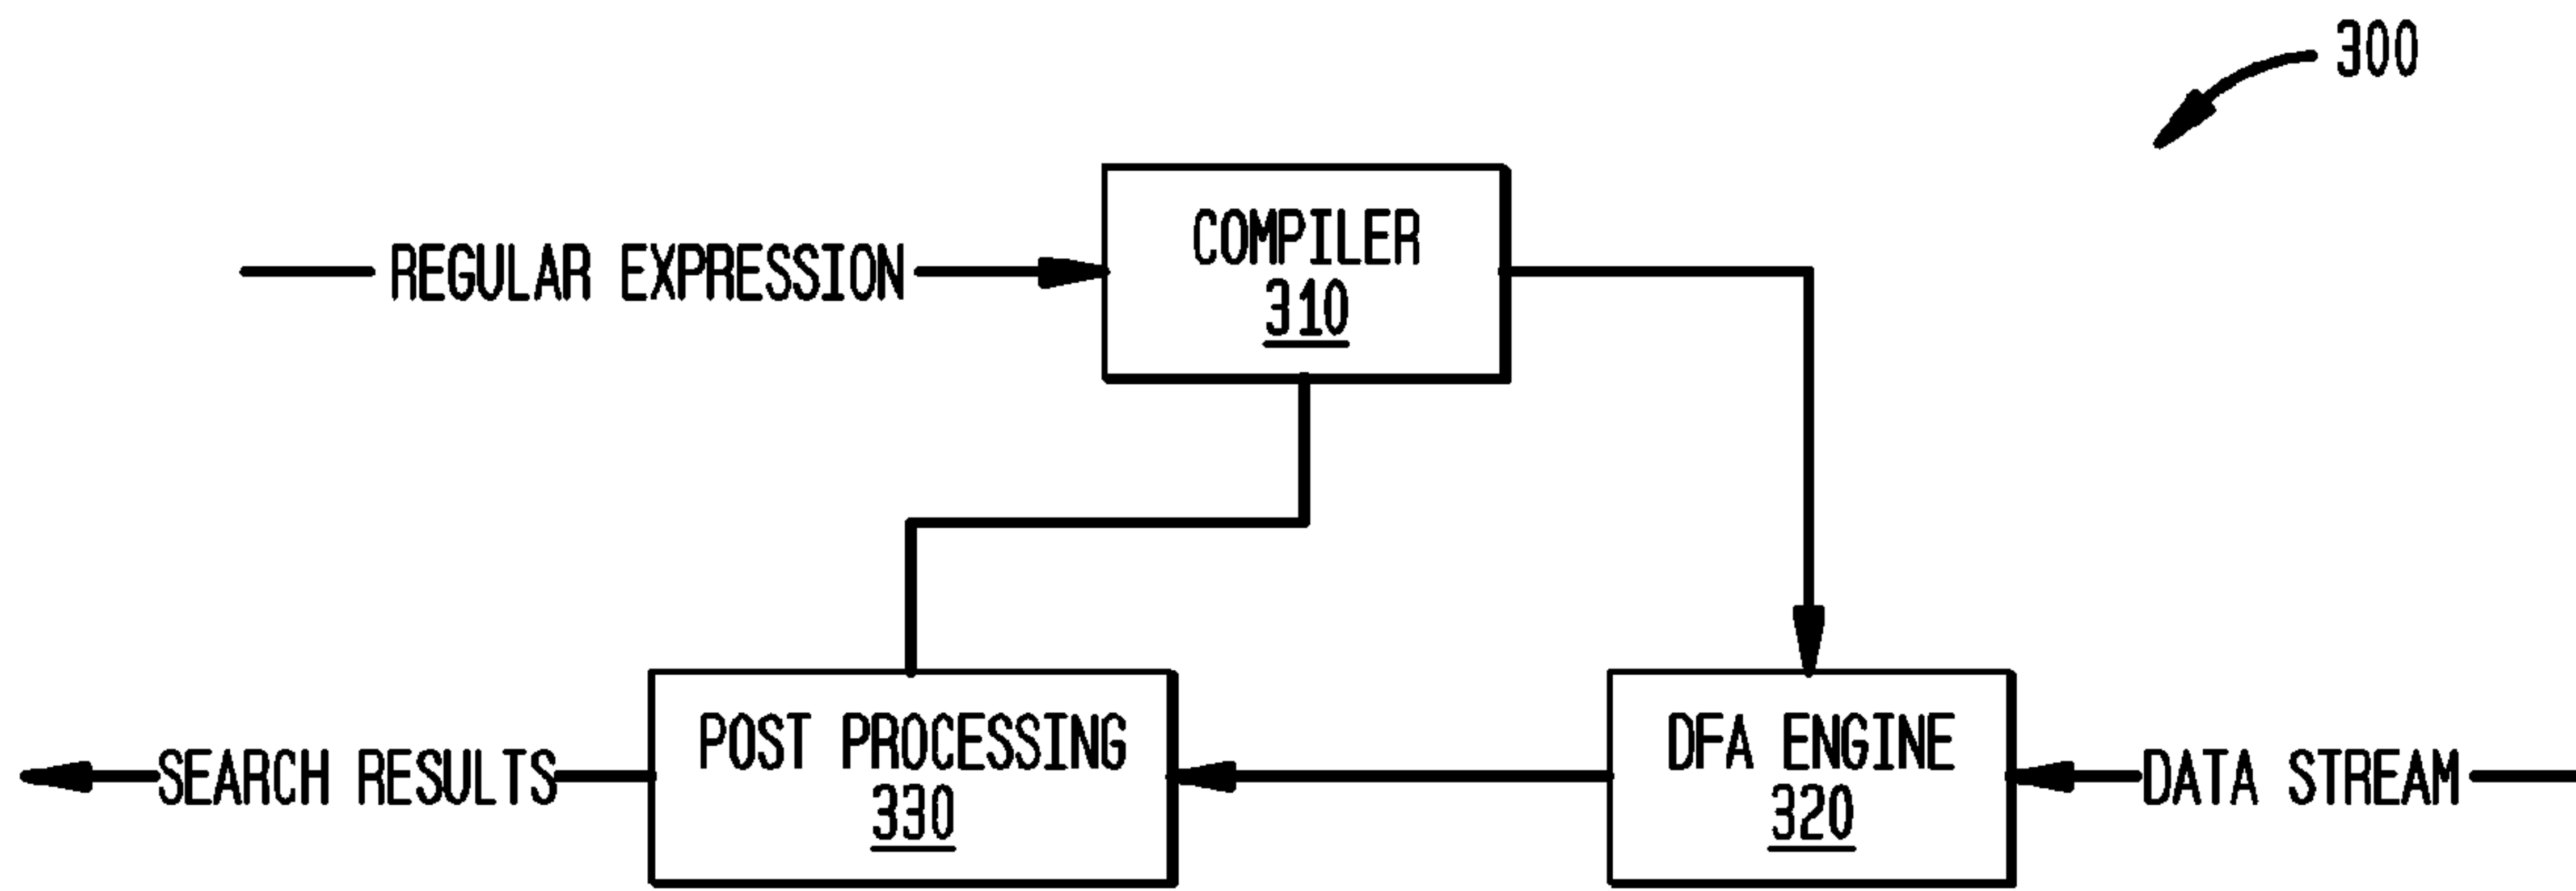 300
REGULAR EXPRESSION
COMPILER
310
POST PROCESSING
330
DFA ENGINE
320
SEARCH RESULTS
DATA STREAM